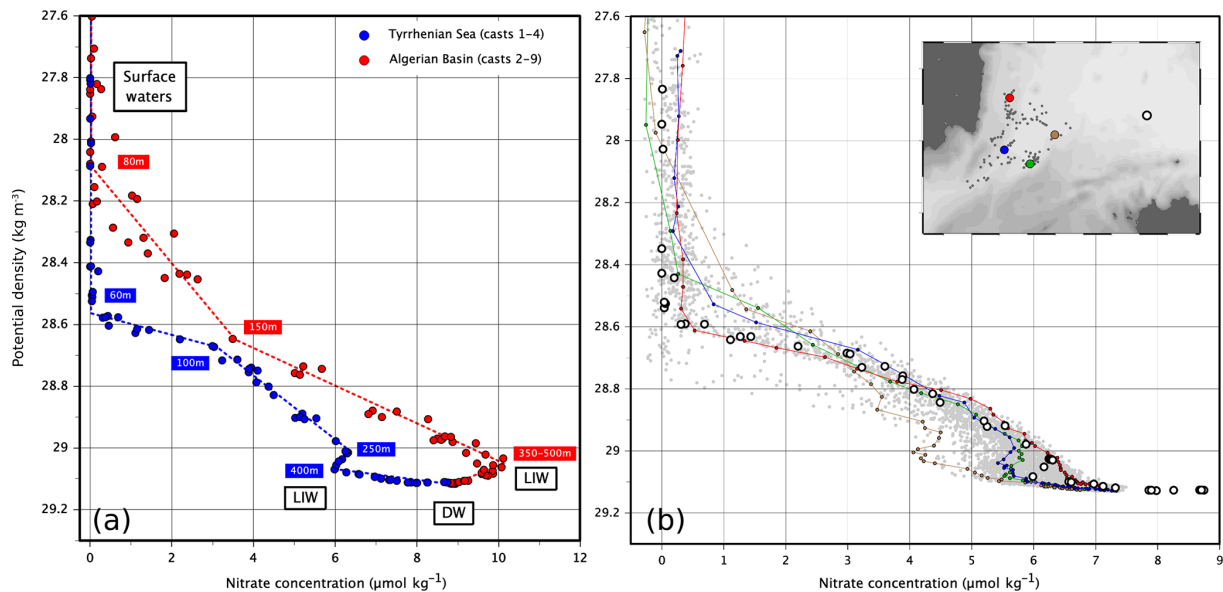 27.6
27.8
28
28.2
28.4
28.6
28.8
29
29.2
Potential density (kg m⁻³)
Tyrrhenian Sea (casts 1–4)
Algerian Basin (casts 2–9)
Surface
waters
80m
60m
150m
100m
250m
350–500m
400m
LIW
LIW
DW
(a)
0
2
4
6
8
10
12
Nitrate concentration (μmol kg⁻¹)
27.6
27.8
28
28.2
28.4
28.6
28.8
29
29.2
(b)
0
1
2
3
4
5
6
7
8
9
Nitrate concentration (μmol kg⁻¹)